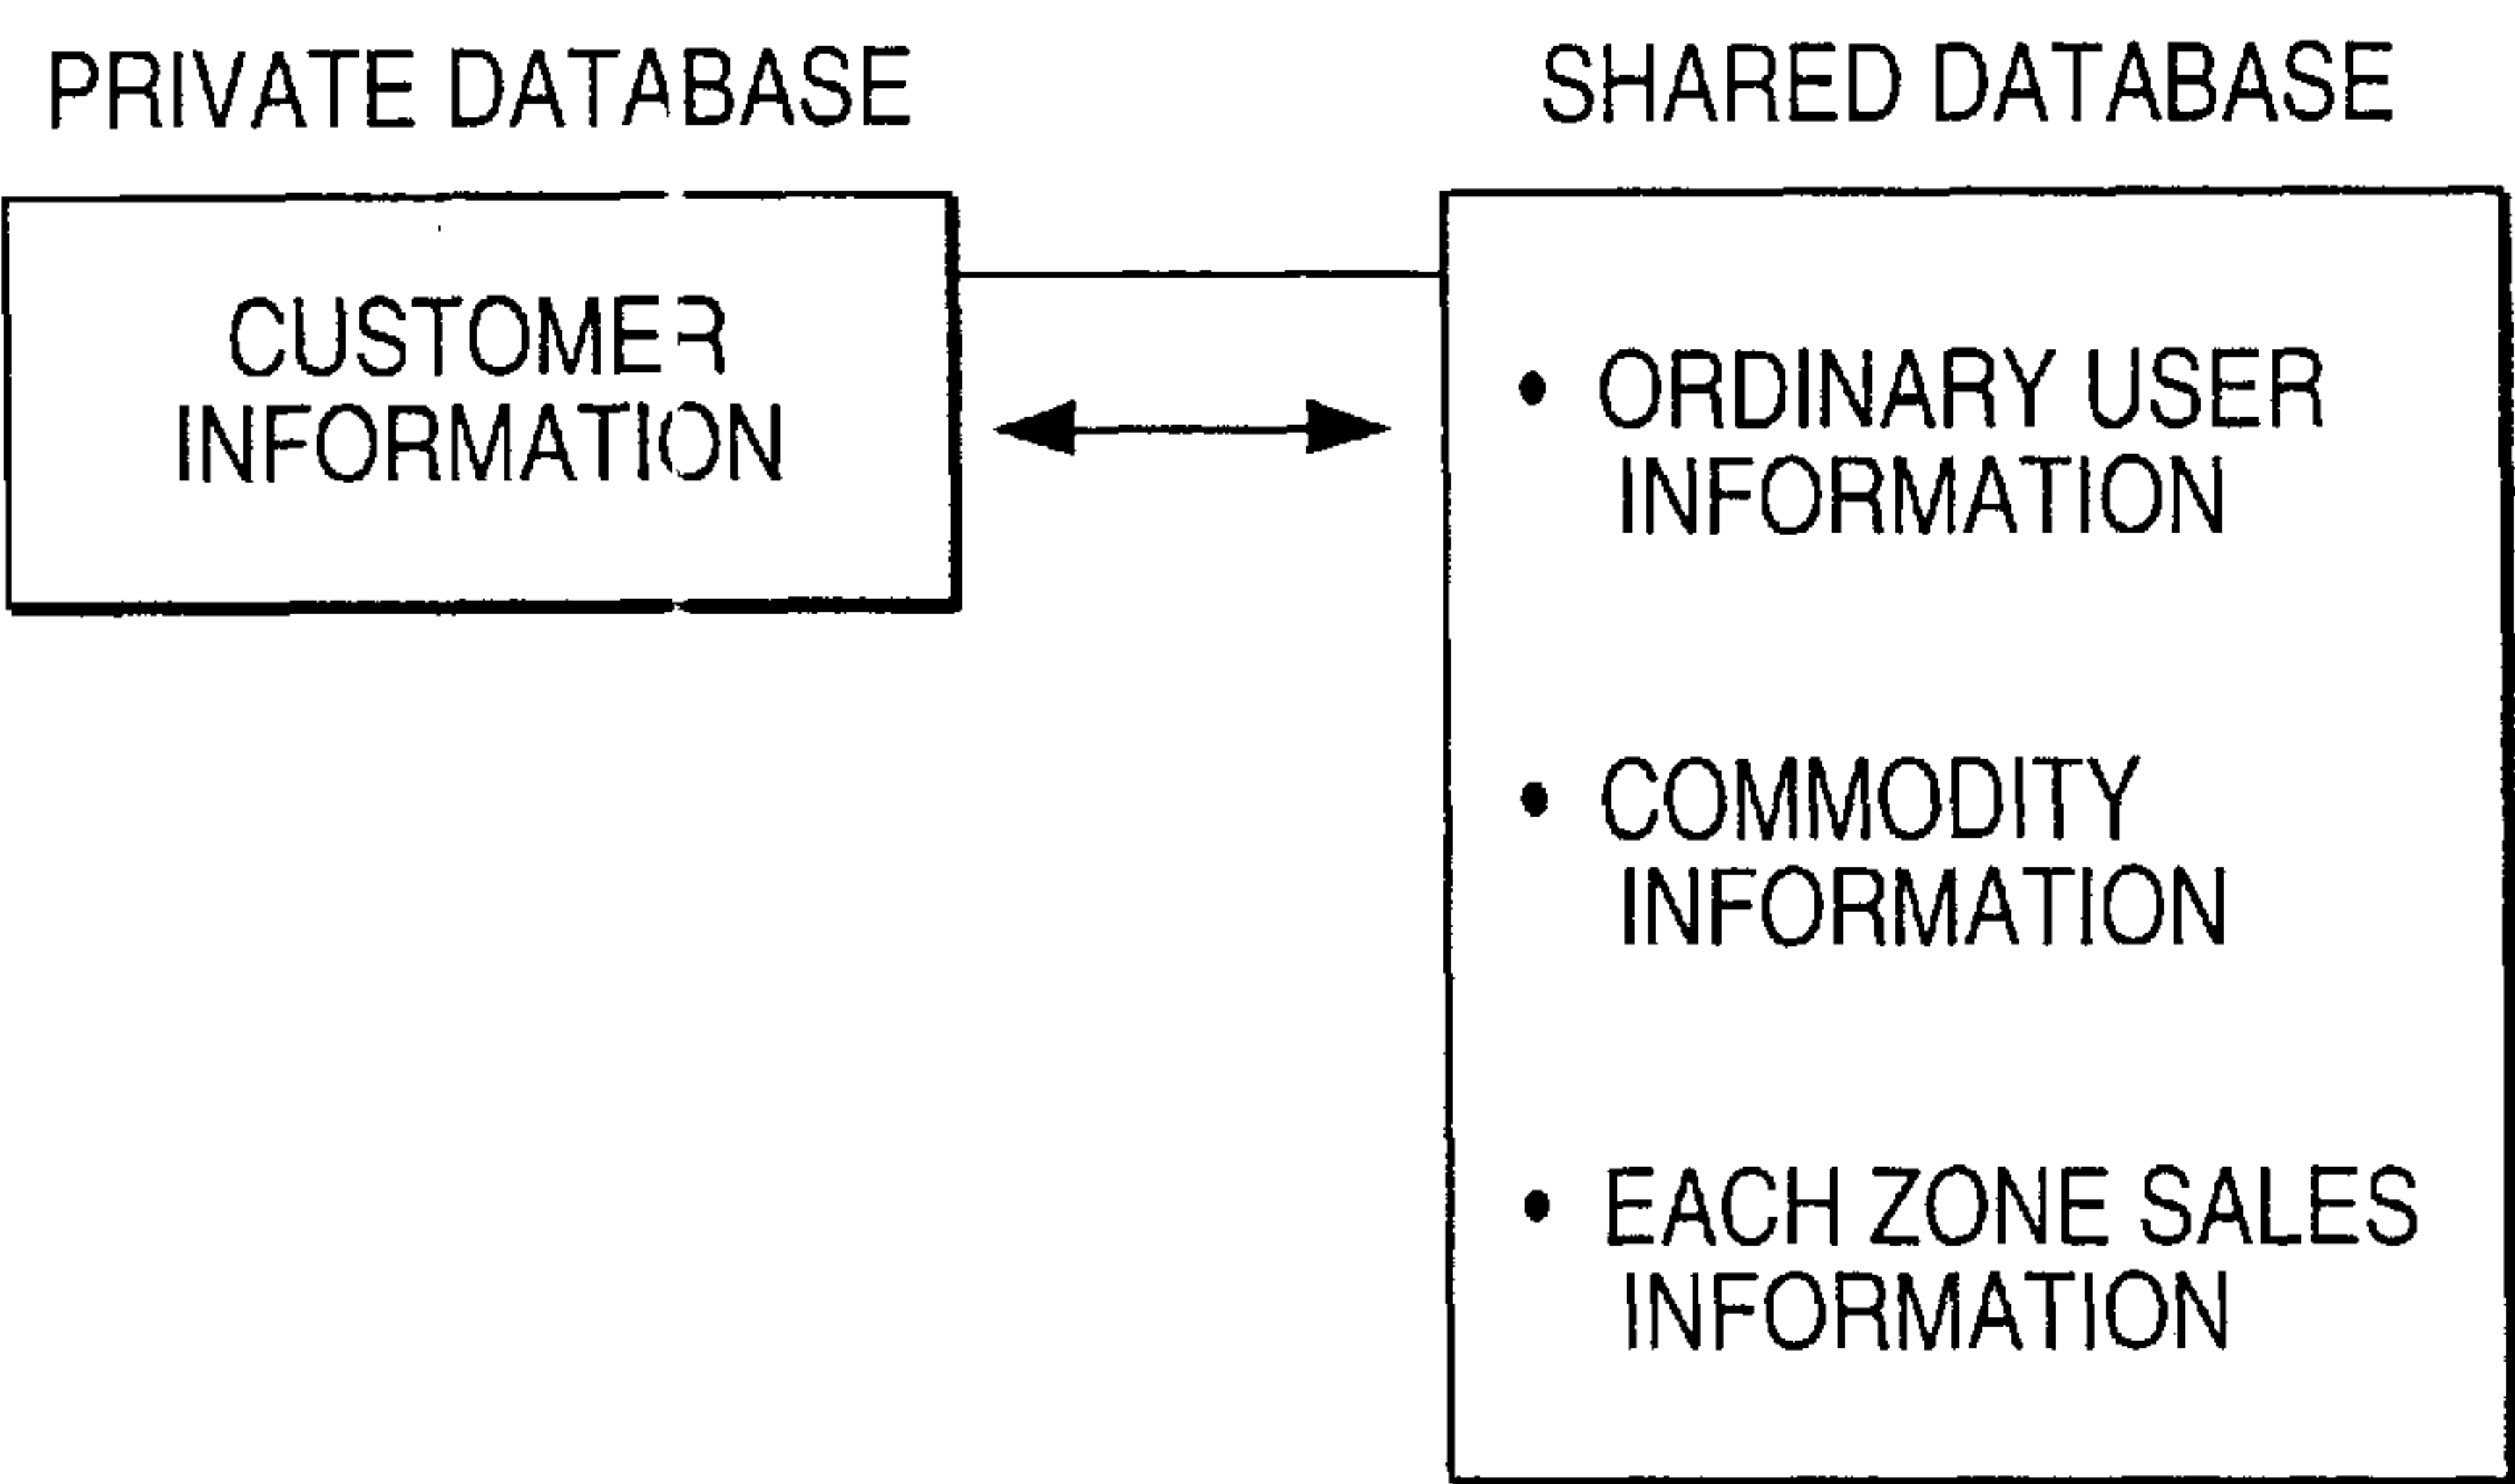 PRIVATE DATABASE
SHARED DATABASE
CUSTOMER
INFORMATION
• ORDINARY USER
INFORMATION
• COMMODITY
INFORMATION
• EACH ZONE SALES
INFORMATION